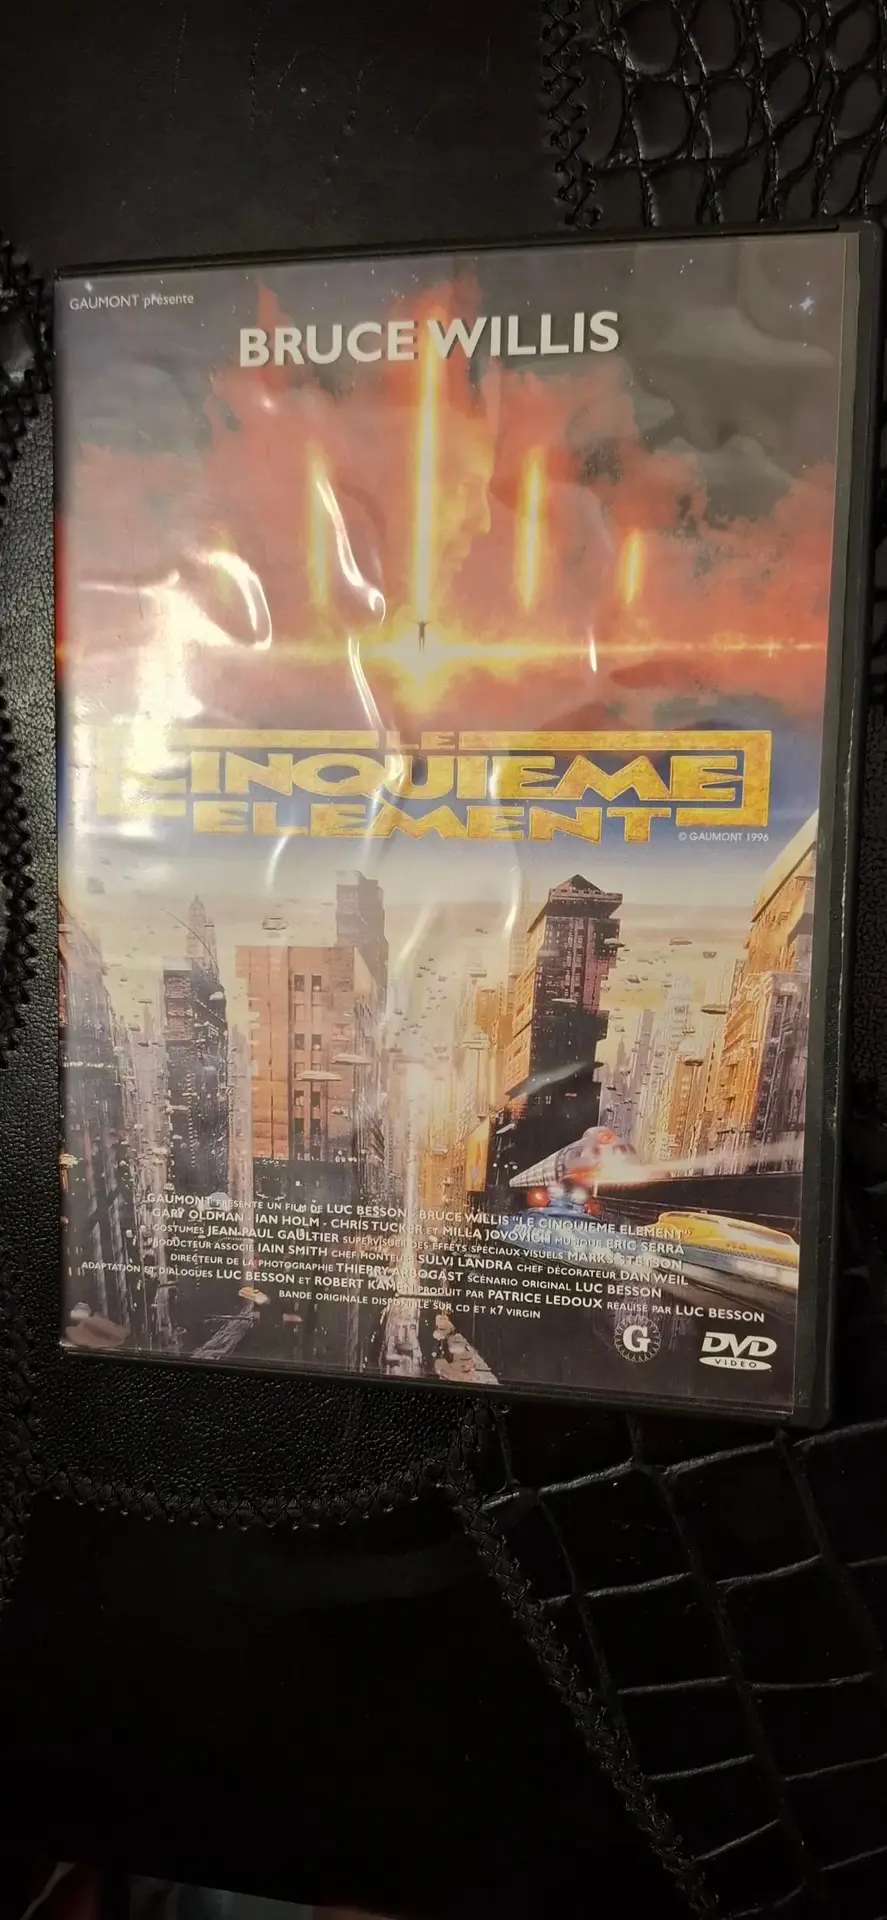 GAUMONT présente
BRUCE WILLIS
LE
CINQUIEME
ELEMENT
© GAUMONT 1996
GAUMONT PRÉSENTE UN FILM DE LUC BESSON - BRUCE WILLIS "LE CINQUIEME ELEMENT"
GARY OLDMAN - IAN HOLM - CHRIS TUCKER ET MILLA JOVOVICH MUSIQUE ERIC SERRA
COSTUMES JEAN PAUL GAULTIER SUPERVISEUR DES EFFETS SPÉCIAUX VISUELS MARK STETSON
PRODUCTEUR ASSOCIÉ IAIN SMITH CHEF MONTEUR SYLVI LANDRA CHEF DÉCORATEUR DAN WEIL
DIRECTEUR DE LA PHOTOGRAPHIE THIERRY ARBOGAST SCÉNARIO ORIGINAL LUC BESSON
ADAPTATION ET DIALOGUES LUC BESSON ET ROBERT KAMEN PRODUIT PAR PATRICE LEDOUX RÉALISÉ PAR LUC BESSON
BANDE ORIGINALE DISPONIBLE SUR CD ET K7 VIRGIN
G
DVD
VIDEO